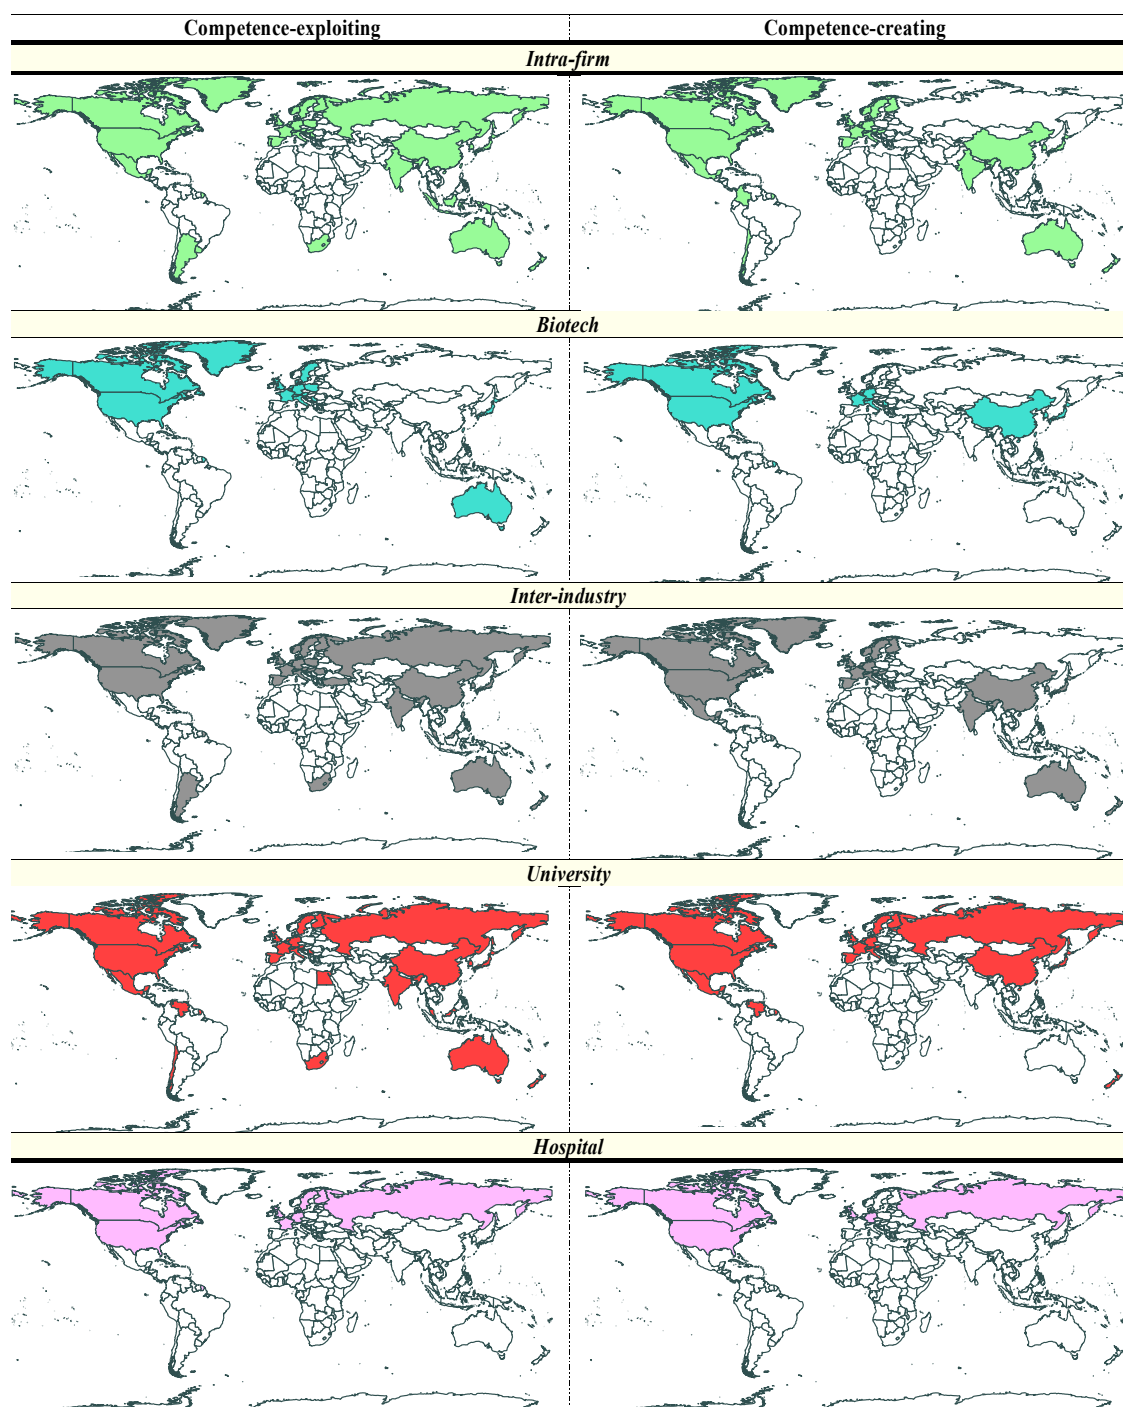 Competence-exploiting
Competence-creating
Intra-firm
Biotech
Inter-industry
University
Hospital